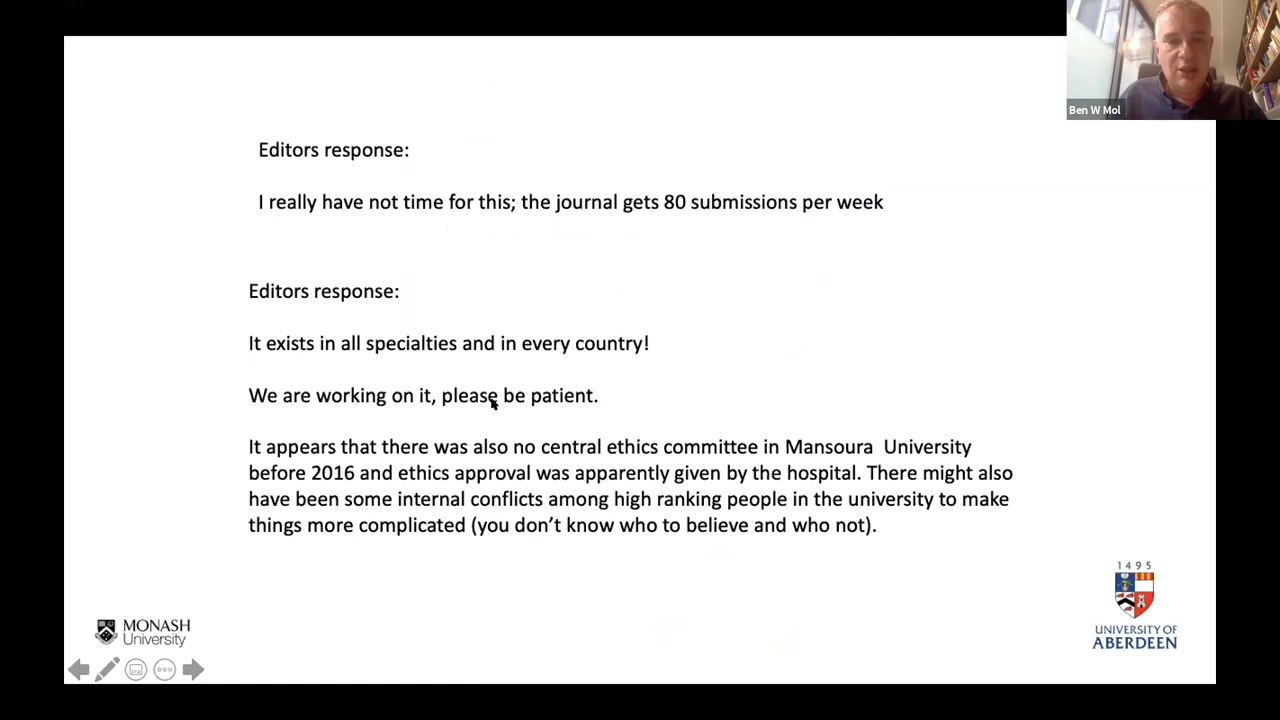 Ben W Mol
Editors response:
I really have not time for this; the journal gets 80 submissions per week
Editors response:
It exists in all specialties and in every country!
We are working on it, please be patient.
It appears that there was also no central ethics committee in Mansoura University
before 2016 and ethics approval was apparently given by the hospital. There might also
have been some internal conflicts among high ranking people in the university to make
things more complicated (you don't know who to believe and who not).
MONASH
University
1495
UNIVERSITY OF
ABERDEEN